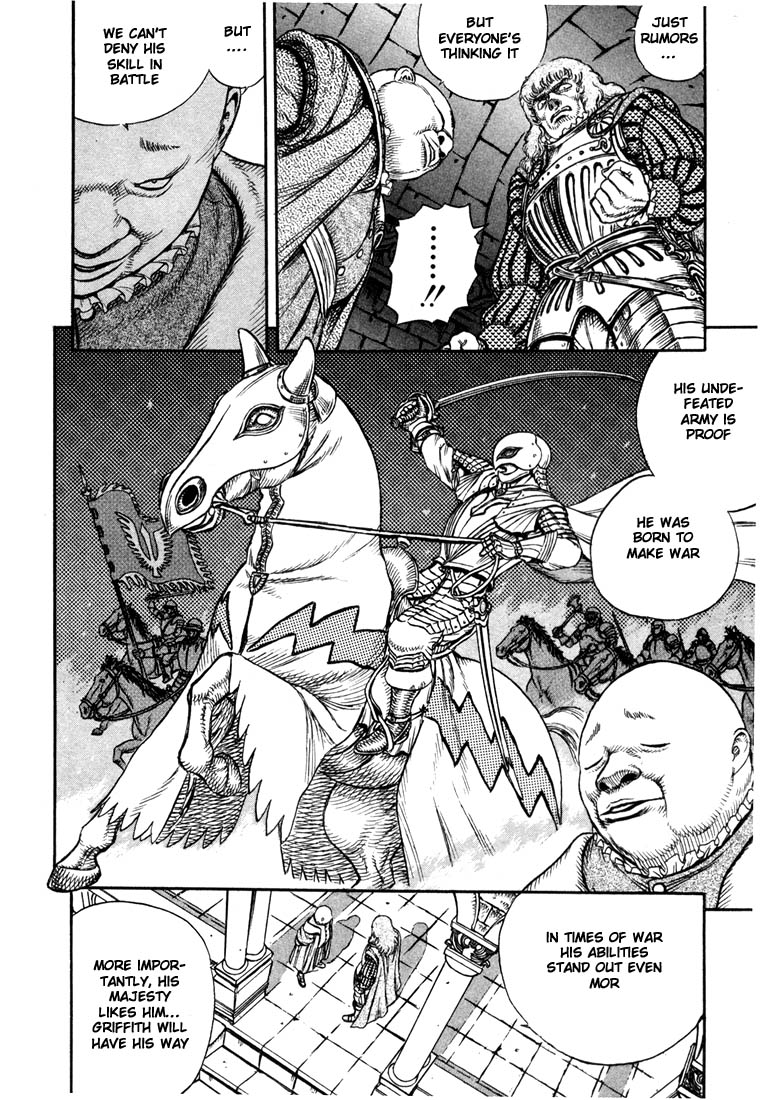 JUST
RUMORS
...
BUT
EVERYONE'S
THINKING IT
......!!
BUT
....
WE CAN'T
DENY HIS
SKILL IN
BATTLE
HIS UNDE-
FEATED
ARMY IS
PROOF
HE WAS
BORN TO
MAKE WAR
IN TIMES OF WAR
HIS ABILITIES
STAND OUT EVEN
MOR
MORE IMPOR-
TANTLY, HIS
MAJESTY
LIKES HIM...
GRIFFITH WILL
HAVE HIS WAY